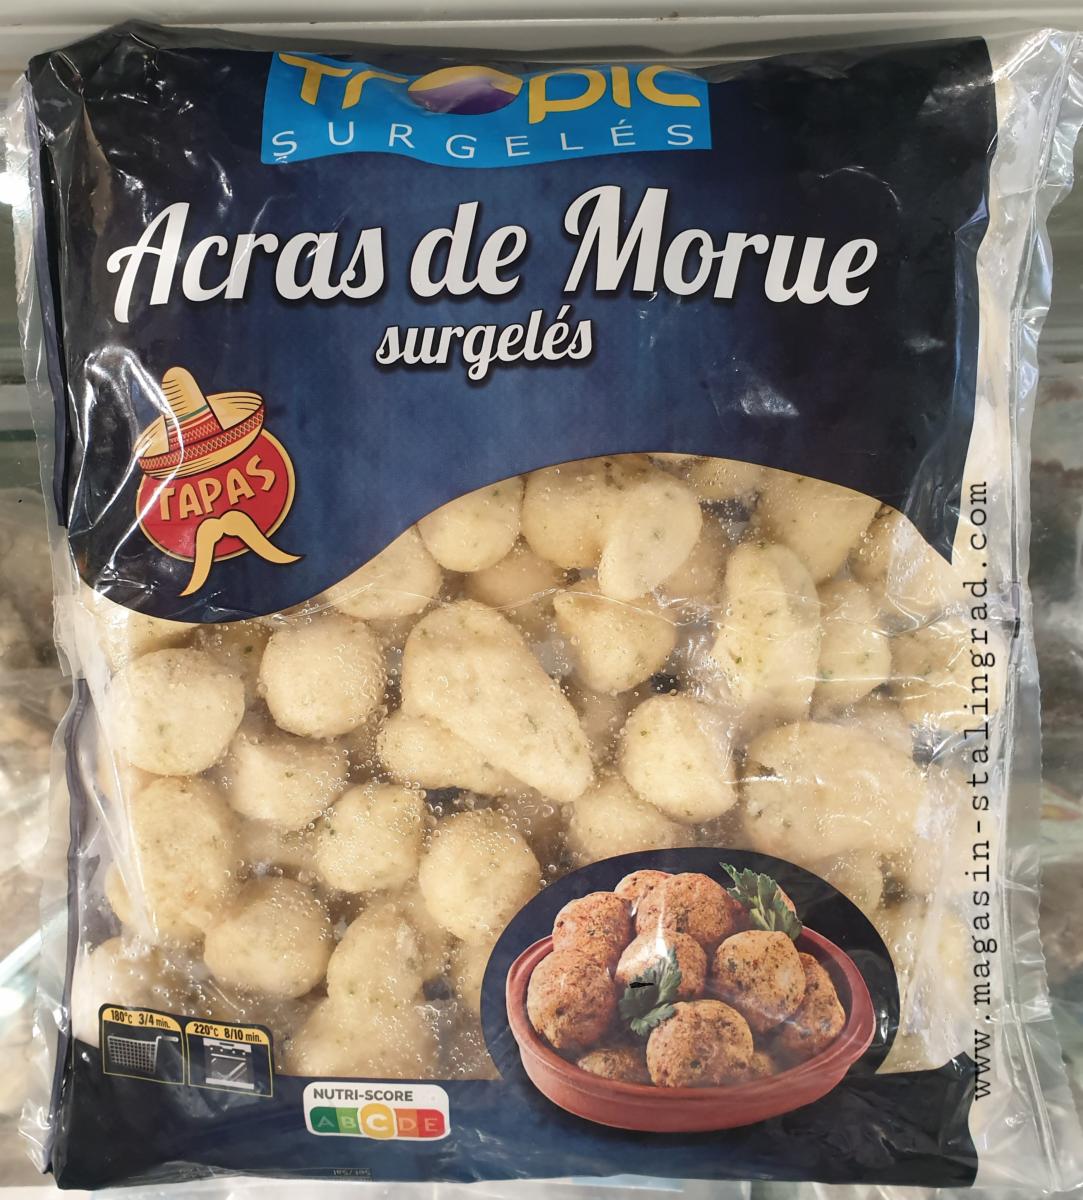 Tropic
SURGELÉS
Acras de Morue
surgelés
TAPAS
180°C 3/4 min.
220°C 8/10 min.
NUTRI-SCORE
A B C D E
www.magasin-stalingrad.com